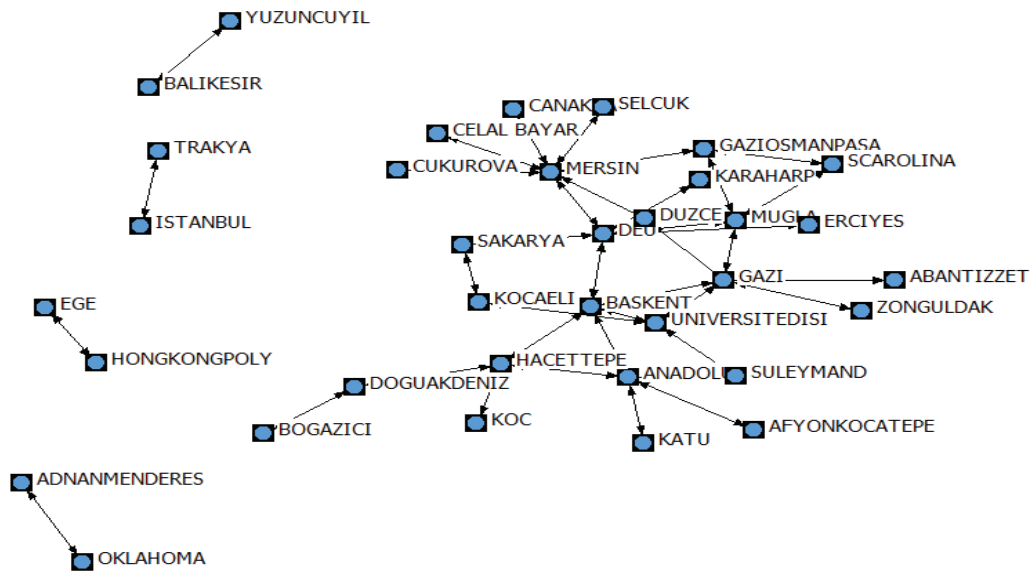 YUZUNCUYIL
BALIKESIR
TRAKYA
ISTANBUL
EGE
HONGKONGPOLY
ADNANMENDERES
OKLAHOMA
SELCUK
CELAL BAYAR
CUKUROVA
MERSIN
GAZIOSMANPASA
SCAROLINA
KARAHARP
DUZCE
MUGLA
ERCIYES
DEU
SAKARYA
GAZI
ABANTIZZET
ZONGULDAK
KOCAELI
BASKENT
UNIVERSITEDISI
HACETTEPE
ANADOLU
SULEYMAND
DOGUAKDENIZ
KOC
BOGAZICI
KATU
AFYONKOCATEPE